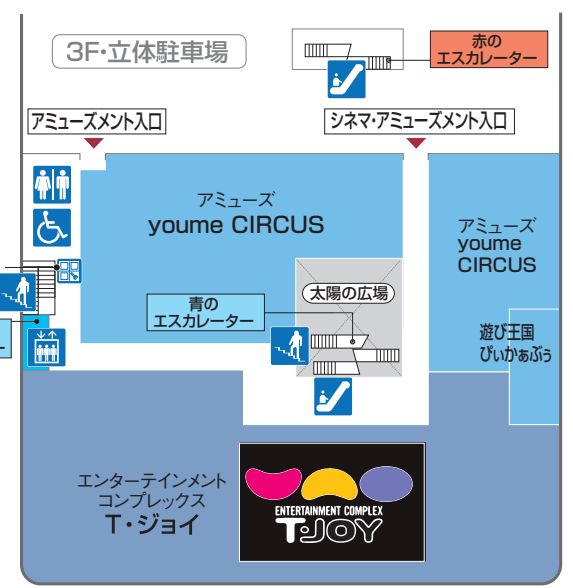 3F・立体駐車場
赤の
エスカレーター
アミューズメント入口
シネマ・アミューズメント入口
アミューズ
youme CIRCUS
アミューズ
youme
CIRCUS
太陽の広場
青の
エスカレーター
遊び王国
ぴぃかぁぶぅ
エンターテインメント
コンプレックス
T・ジョイ
ENTERTAINMENT COMPLEX
T・JOY